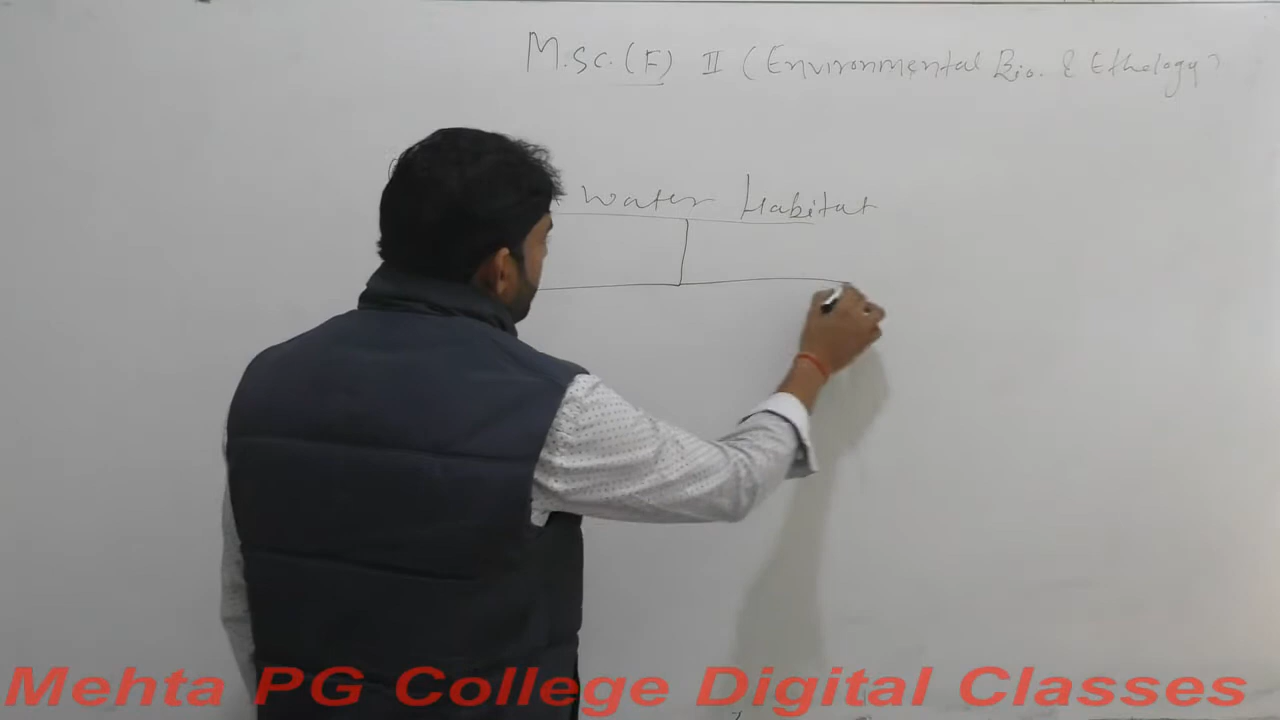 M.Sc. (F) II (Environmental Bio. & Ethology)
water Habitat
Mehta PG College Digital Classes